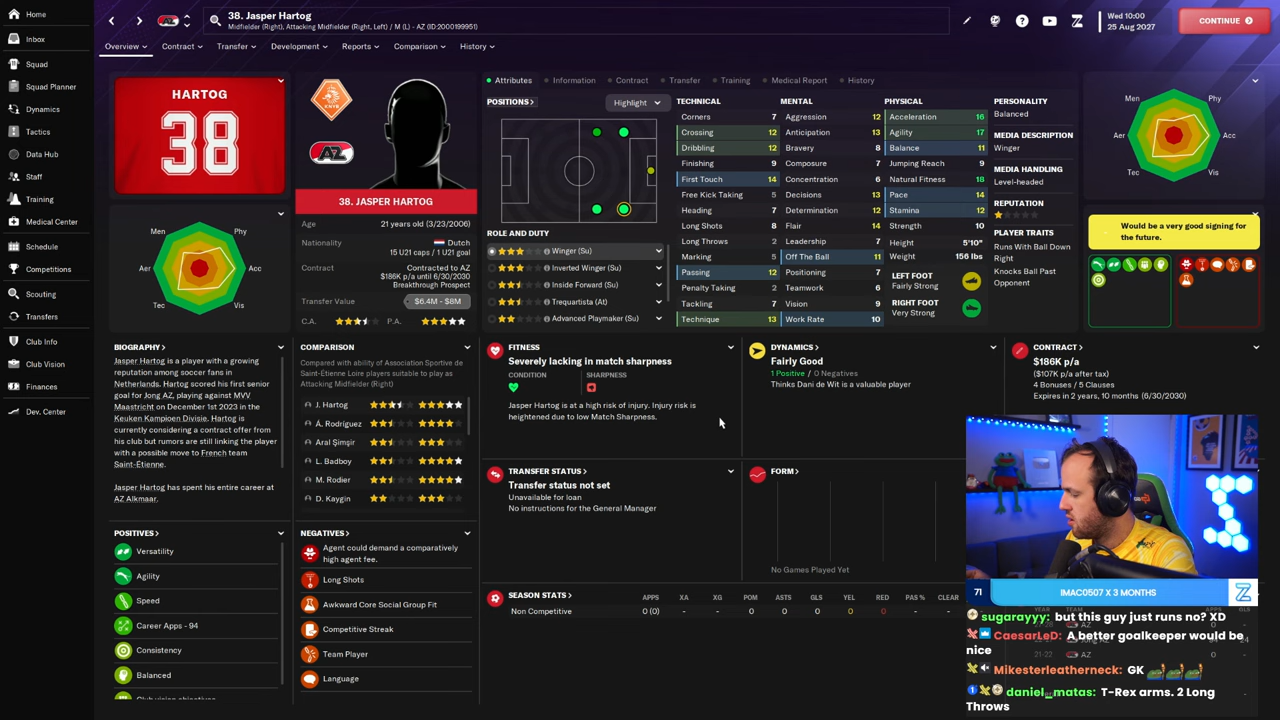 Home
Inbox
Squad
Squad Planner
Dynamics
Tactics
Data Hub
Staff
Training
Medical Center
Schedule
Competitions
Scouting
Transfers
Club Info
Club Vision
Finances
Dev. Center
38. Jasper Hartog
Midfielder (Right), Attacking Midfielder (Right, Left) / M (L) - AZ (ID:2000199951)
Wed 10:00
25 Aug 2027
CONTINUE
Overview
Contract
Transfer
Development
Reports
Comparison
History
HARTOG
38
AZ
38. JASPER HARTOG
Age 21 years old (3/23/2006)
Nationality Dutch
15 U21 caps / 1 U21 goal
Contract Contracted to AZ
$186K p/a until 6/30/2030
Breakthrough Prospect
Transfer Value $6.4M - $8M
C.A. P.A.
Men Phy
Aer Acc
Tec Vis
Attributes Information Contract Transfer Training Medical Report History
POSITIONS >
Highlight
ROLE AND DUTY
Winger (Su)
Inverted Winger (Su)
Inside Forward (Su)
Trequartista (At)
Advanced Playmaker (Su)
TECHNICAL
Corners 7
Crossing 12
Dribbling 12
Finishing 9
First Touch 14
Free Kick Taking 5
Heading 7
Long Shots 8
Long Throws 2
Marking 5
Passing 12
Penalty Taking 2
Tackling 7
Technique 13
MENTAL
Aggression 12
Anticipation 13
Bravery 8
Composure 7
Concentration 6
Decisions 13
Determination 12
Flair 14
Leadership 7
Off The Ball 11
Positioning 7
Teamwork 6
Vision 9
Work Rate 10
PHYSICAL
Acceleration 16
Agility 17
Balance 11
Jumping Reach 9
Natural Fitness 18
Pace 14
Stamina 12
Strength 10
Height 5'10"
Weight 156 lbs
LEFT FOOT
Fairly Strong
RIGHT FOOT
Very Strong
PERSONALITY
Balanced
MEDIA DESCRIPTION
Winger
MEDIA HANDLING
Level-headed
REPUTATION
PLAYER TRAITS
Runs With Ball Down
Right
Knocks Ball Past
Opponent
Men Phy
Aer Acc
Tec Vis
Would be a very good signing for
the future.
BIOGRAPHY >
Jasper Hartog is a player with a growing
reputation among soccer fans in
Netherlands. Hartog scored his first senior
goal for Jong AZ, playing against MVV
Maastricht on December 1st 2023 in the
Keuken Kampioen Divisie. Hartog is
currently considering a contract offer from
his club but rumors are still linking the player
with a possible move to French team
Saint-Étienne.
Jasper Hartog has spent his entire career at
AZ Alkmaar.
COMPARISON
Compared with ability of Association Sportive de
Saint-Étienne Loire players suitable to play as
Attacking Midfielder (Right)
J. Hartog
Á. Rodríguez
Aral Şimşir
L. Badboy
M. Rodier
D. Kaygin
FITNESS
Severely lacking in match sharpness
CONDITION SHARPNESS
Jasper Hartog is at a high risk of injury. Injury risk is
heightened due to low Match Sharpness.
DYNAMICS >
Fairly Good
1 Positive / 0 Negatives
Thinks Dani de Wit is a valuable player
CONTRACT >
$186K p/a
($107K p/a after tax)
4 Bonuses / 5 Clauses
Expires in 2 years, 10 months (6/30/2030)
TRANSFER STATUS >
Transfer status not set
Unavailable for loan
No instructions for the General Manager
FORM >
No Games Played Yet
POSITIVES >
Versatility
Agility
Speed
Career Apps - 94
Consistency
Balanced
NEGATIVES >
Agent could demand a comparatively
high agent fee.
Long Shots
Awkward Core Social Group Fit
Competitive Streak
Team Player
Language
SEASON STATS >
APPS XA XG POM ASTS GLS YEL RED PAS % CLEAR
Non Competitive 0 (0) 0 0 0 0
71 IMAC0507 X 3 MONTHS
sugarayyy: but this guy just runs no? XD
CaesarLeD: A better goalkeeper would be
nice
Mikesterleatherneck: GK
daniel_matas: T-Rex arms. 2 Long
Throws